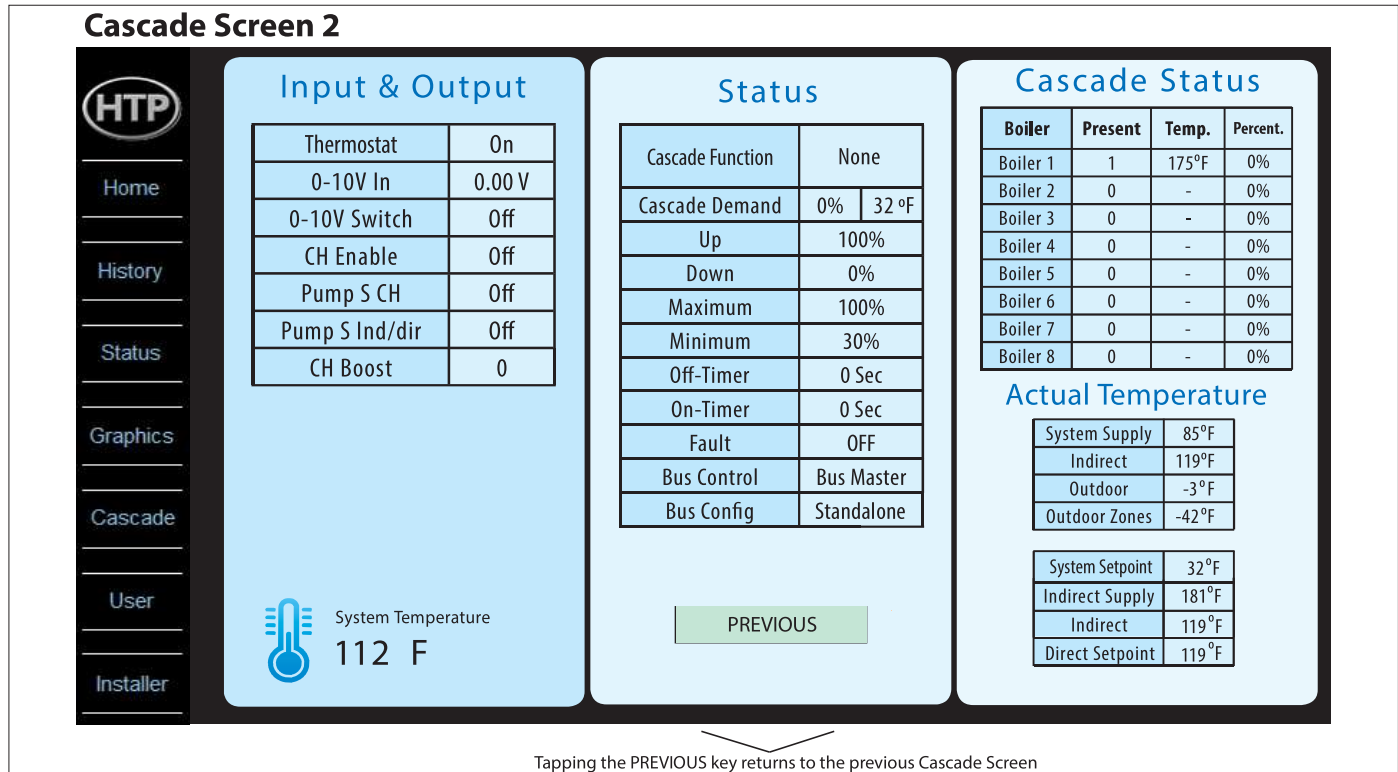 Cascade Screen 2
HTP
Home
History
Status
Graphics
Cascade
User
Installer
Input & Output
Thermostat On
0-10V In 0.00 V
0-10V Switch Off
CH Enable Off
Pump S CH Off
Pump S Ind/dir Off
CH Boost 0
System Temperature
112 F
Status
Cascade Function None
Cascade Demand 0% 32 ºF
Up 100%
Down 0%
Maximum 100%
Minimum 30%
Off-Timer 0 Sec
On-Timer 0 Sec
Fault OFF
Bus Control Bus Master
Bus Config Standalone
PREVIOUS
Cascade Status
Boiler Present Temp. Percent.
Boiler 1 1 175ºF 0%
Boiler 2 0 - 0%
Boiler 3 0 - 0%
Boiler 4 0 - 0%
Boiler 5 0 - 0%
Boiler 6 0 - 0%
Boiler 7 0 - 0%
Boiler 8 0 - 0%
Actual Temperature
System Supply 85ºF
Indirect 119ºF
Outdoor -3ºF
Outdoor Zones -42ºF
System Setpoint 32ºF
Indirect Supply 181ºF
Indirect 119ºF
Direct Setpoint 119ºF
Tapping the PREVIOUS key returns to the previous Cascade Screen